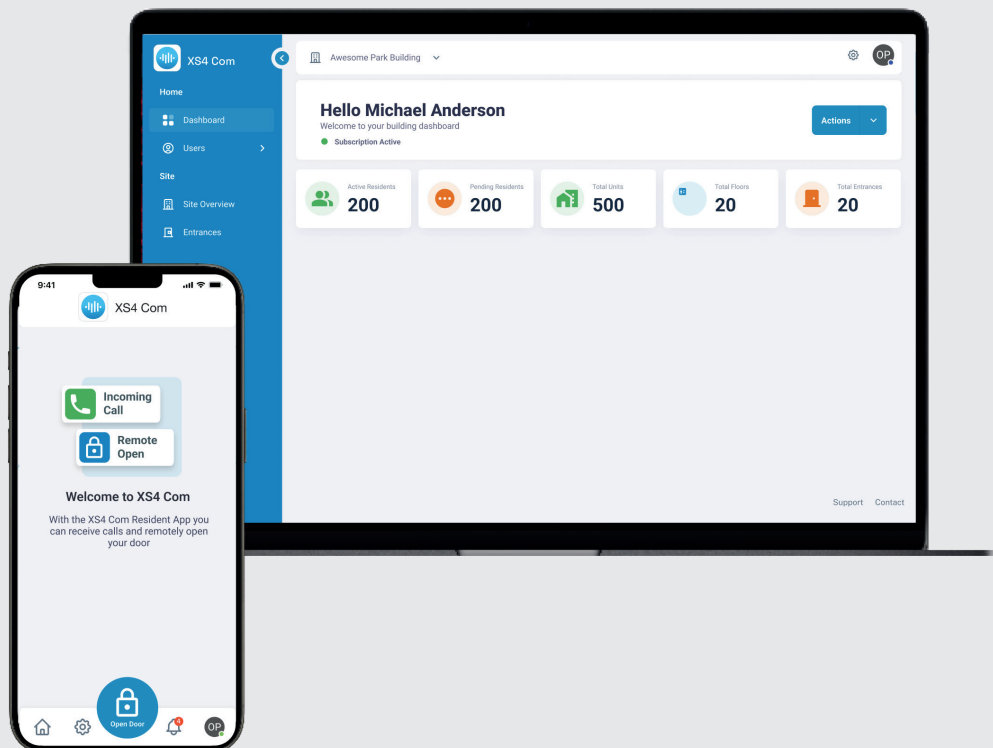 XS4 Com
Awesome Park Building
OP
Home
Dashboard
Users
Site
Site Overview
Entrances
Hello Michael Anderson
Welcome to your building dashboard
Subscription Active
Actions
Active Residents
200
Pending Residents
200
Total Units
500
Total Floors
20
Total Entrances
20
Support Contact
9:41
XS4 Com
Incoming
Call
Remote
Open
Welcome to XS4 Com
With the XS4 Com Resident App you
can receive calls and remotely open
your door
Open Door
4
OP